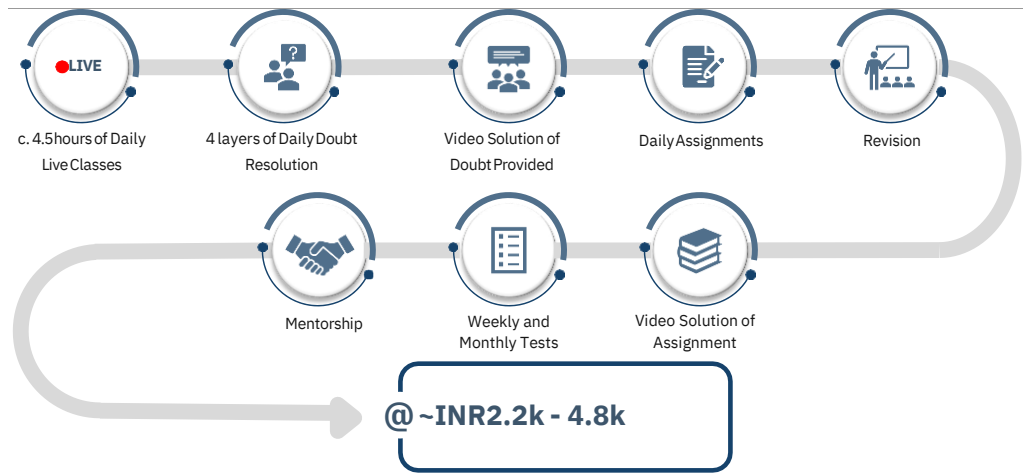 LIVE
c. 4.5hours of Daily
Live Classes
4 layers of Daily Doubt
Resolution
?
Video Solution of
Doubt Provided
Daily Assignments
Revision
Video Solution of
Assignment
Weekly and
Monthly Tests
Mentorship
@ ~INR2.2k - 4.8k